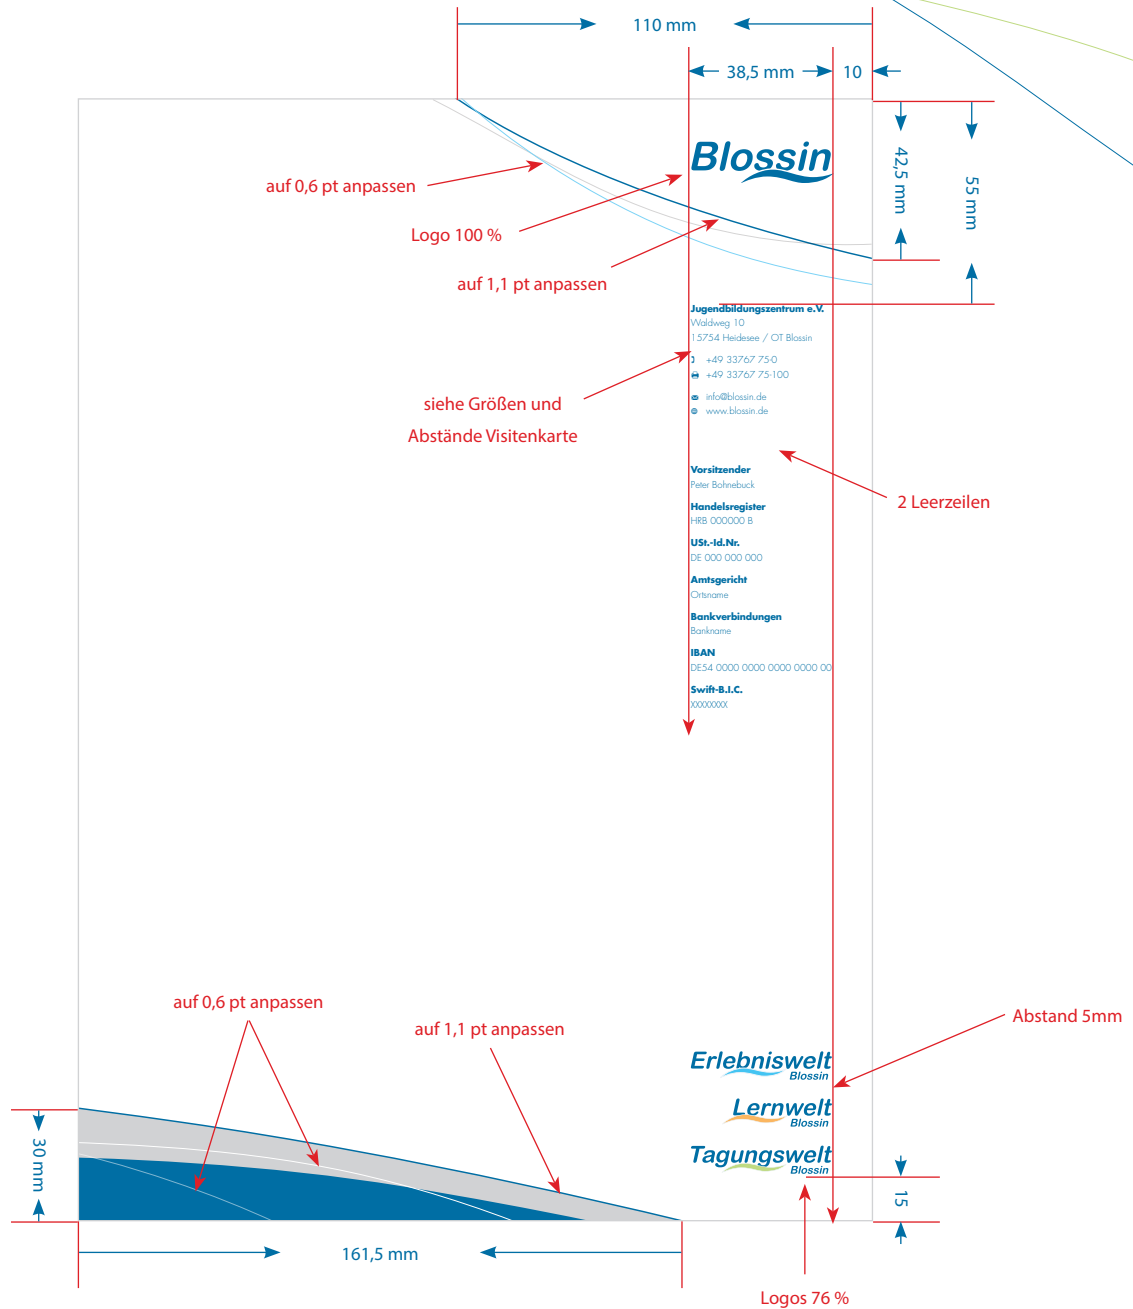 110 mm
38,5 mm
10
Blossin
42,5 mm
55 mm
auf 0,6 pt anpassen
Logo 100 %
auf 1,1 pt anpassen
Jugendbildungszentrum e.V.
Waldweg 10
15754 Heidesee / OT Blossin
+49 33767 75-0
+49 33767 75-100
info@blossin.de
www.blossin.de
siehe Größen und
Abstände Visitenkarte
2 Leerzeilen
Vorsitzender
Peter Bohnebuck
Handelsregister
HRB 000000 B
USt.-Id.Nr.
DE 000 000 000
Amtsgericht
Ortsname
Bankverbindungen
Bankname
IBAN
DE54 0000 0000 0000 0000 00
Swift-B.I.C.
XXXXXXXX
auf 0,6 pt anpassen
auf 1,1 pt anpassen
Abstand 5mm
Erlebniswelt
Blossin
Lernwelt
Blossin
Tagungswelt
Blossin
30 mm
15
161,5 mm
Logos 76 %